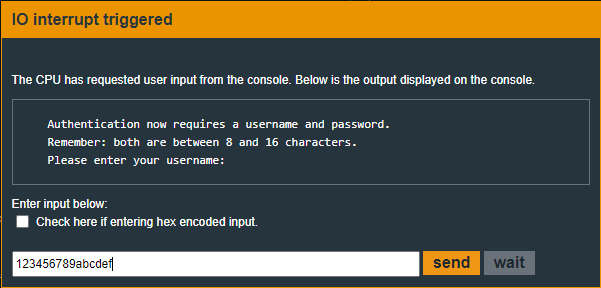 IO interrupt triggered
The CPU has requested user input from the console. Below is the output displayed on the console.
Authentication now requires a username and password.
Remember: both are between 8 and 16 characters.
Please enter your username:
Enter input below:
Check here if entering hex encoded input.
123456789abcdef
send
wait